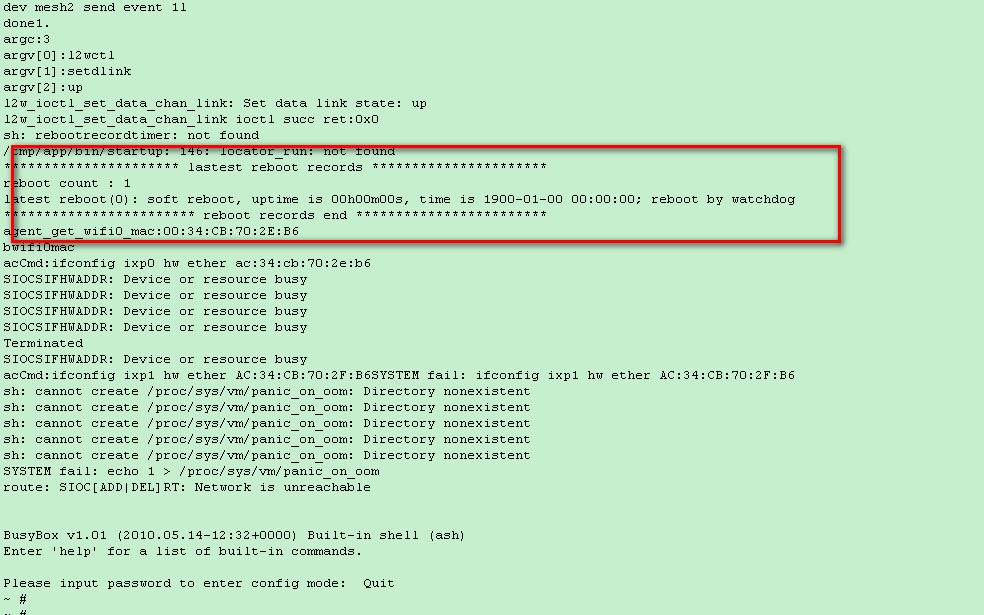 dev mesh2 send event 11
done1.
argc:3
argv[0]:l2wctl
argv[1]:setdlink
argv[2]:up
l2w_ioctl_set_data_chan_link: Set data link state: up
l2w_ioctl_set_data_chan_link ioctl succ ret:0x0
sh: rebootrecordtimer: not found
/tmp/app/bin/startup: 146: locator_run: not found
********************** lastest reboot records **********************
reboot count : 1
latest reboot(0): soft reboot, uptime is 00h00m00s, time is 1900-01-00 00:00:00; reboot by watchdog
************************ reboot records end ************************
agent_get_wifi0_mac:00:34:CB:70:2E:B6
bwifi0mac
acCmd:ifconfig ixp0 hw ether ac:34:cb:70:2e:b6
SIOCSIFHWADDR: Device or resource busy
SIOCSIFHWADDR: Device or resource busy
SIOCSIFHWADDR: Device or resource busy
SIOCSIFHWADDR: Device or resource busy
Terminated
SIOCSIFHWADDR: Device or resource busy
acCmd:ifconfig ixp1 hw ether AC:34:CB:70:2F:B6SYSTEM fail: ifconfig ixp1 hw ether AC:34:CB:70:2F:B6
sh: cannot create /proc/sys/vm/panic_on_oom: Directory nonexistent
sh: cannot create /proc/sys/vm/panic_on_oom: Directory nonexistent
sh: cannot create /proc/sys/vm/panic_on_oom: Directory nonexistent
sh: cannot create /proc/sys/vm/panic_on_oom: Directory nonexistent
sh: cannot create /proc/sys/vm/panic_on_oom: Directory nonexistent
SYSTEM fail: echo 1 > /proc/sys/vm/panic_on_oom
route: SIOC[ADD|DEL]RT: Network is unreachable
BusyBox v1.01 (2010.05.14-12:32+0000) Built-in shell (ash)
Enter 'help' for a list of built-in commands.
Please input password to enter config mode:  Quit
~ #
~ #